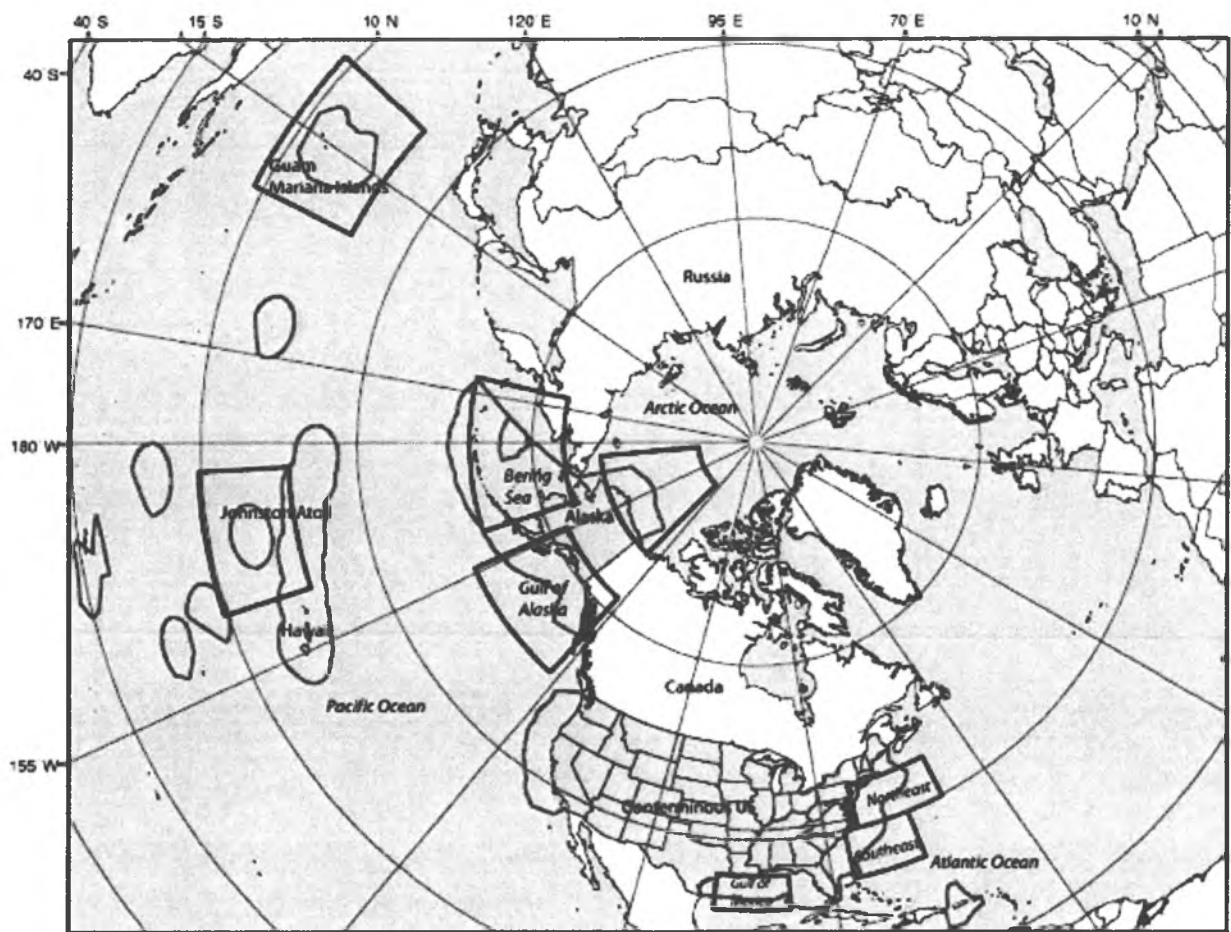 40 S
15 S
10 N
120 E
95 E
70 E
10 N
40 S
Guam
Mariana Islands
Russia
170 E
Arctic Ocean
180 W
Bering
Sea
Johnston Atoll
Alaska
Gulf of
Alaska
Hawaii
Canada
Pacific Ocean
155 W
Northeast
Conterminous US
Southeast
Atlantic Ocean
Gulf of
Mexico